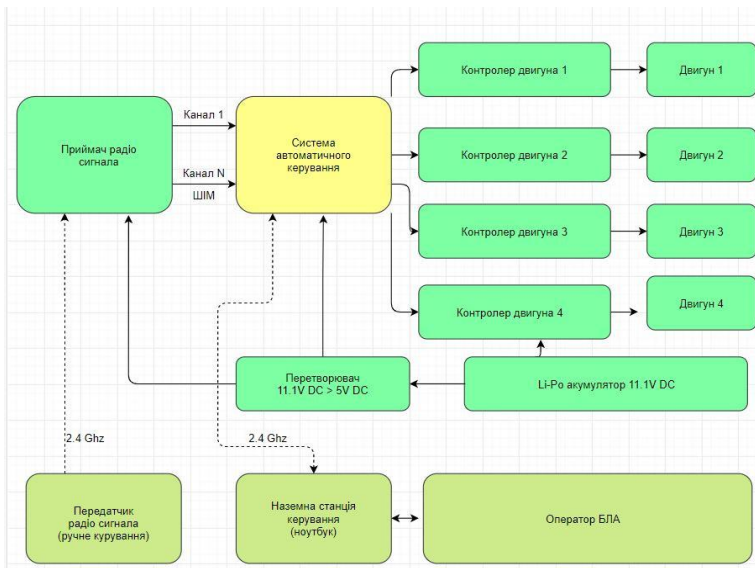 Контролер двигуна 1
Двигун 1
Канал 1
Приймач радіо
сигнала
Система
автоматичного
керування
Контролер двигуна 2
Двигун 2
Канал N
ШІМ
Контролер двигуна 3
Двигун 3
Контролер двигуна 4
Двигун 4
Перетворювач
11.1V DC > 5V DC
Li-Po акумулятор 11.1V DC
2.4 Ghz
2.4 Ghz
Передатчик
радіо сигнала
(ручне курування)
Наземна станція
керування
(ноутбук)
Оператор БЛА